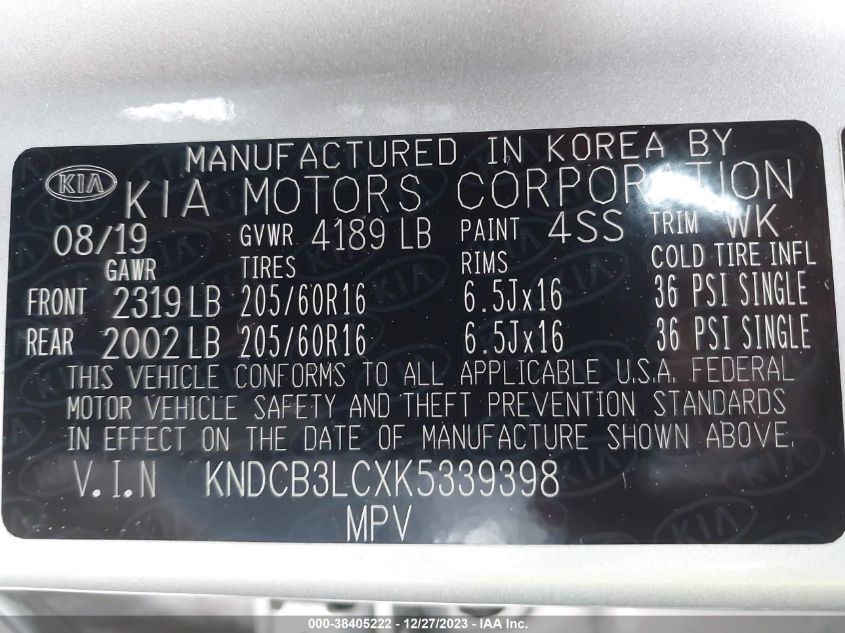 MANUFACTURED IN KOREA BY
KIA KIA MOTORS CORPORATION
08/19 GVWR 4189 LB PAINT 4SS TRIM WK
GAWR TIRES RIMS COLD TIRE INFL
FRONT 2319 LB 205/60R16 6.5Jx16 36 PSI SINGLE
REAR 2002 LB 205/60R16 6.5Jx16 36 PSI SINGLE
THIS VEHICLE CONFORMS TO ALL APPLICABLE U.S.A. FEDERAL
MOTOR VEHICLE SAFETY AND THEFT PREVENTION STANDARDS
IN EFFECT ON THE DATE OF MANUFACTURE SHOWN ABOVE.
V.I.N KNDCB3LCXK5339398
MPV
000-38405222 - 12/27/2023 - IAA Inc.